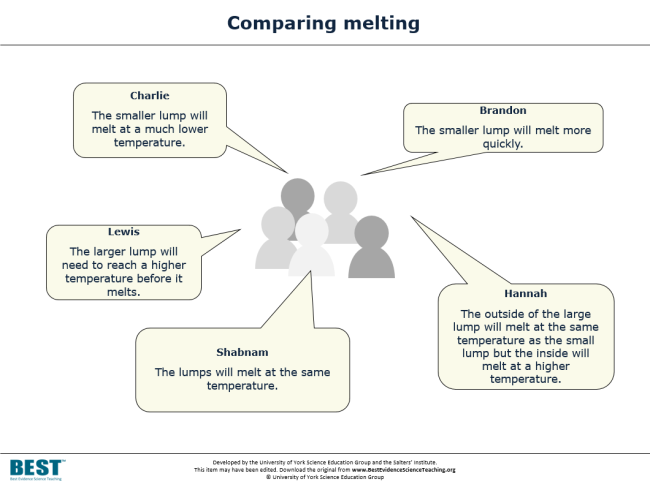 Comparing melting
Charlie
The smaller lump will
melt at a much lower
temperature.
Brandon
The smaller lump will melt more
quickly.
Lewis
The larger lump will
need to reach a higher
temperature before it
melts.
Hannah
The outside of the large
lump will melt at the same
temperature as the small
lump but the inside will
melt at a higher
temperature.
Shabnam
The lumps will melt at the same
temperature.
BEST™
Best Evidence Science Teaching
Developed by the University of York Science Education Group and the Salters' Institute.
This item may have been edited. Download the original from www.BestEvidenceScienceTeaching.org
© University of York Science Education Group